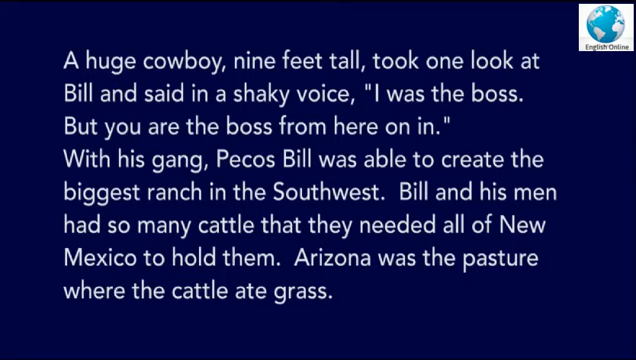 English Online
A huge cowboy, nine feet tall, took one look at
Bill and said in a shaky voice, "I was the boss.
But you are the boss from here on in."
With his gang, Pecos Bill was able to create the
biggest ranch in the Southwest.  Bill and his men
had so many cattle that they needed all of New
Mexico to hold them.  Arizona was the pasture
where the cattle ate grass.